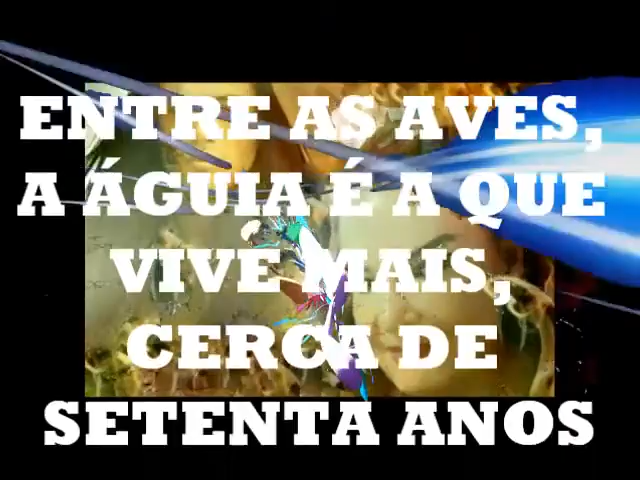 ENTRE AS AVES,
A ÁGUIA É A QUE
VIVE MAIS,
CERCA DE
SETENTA ANOS